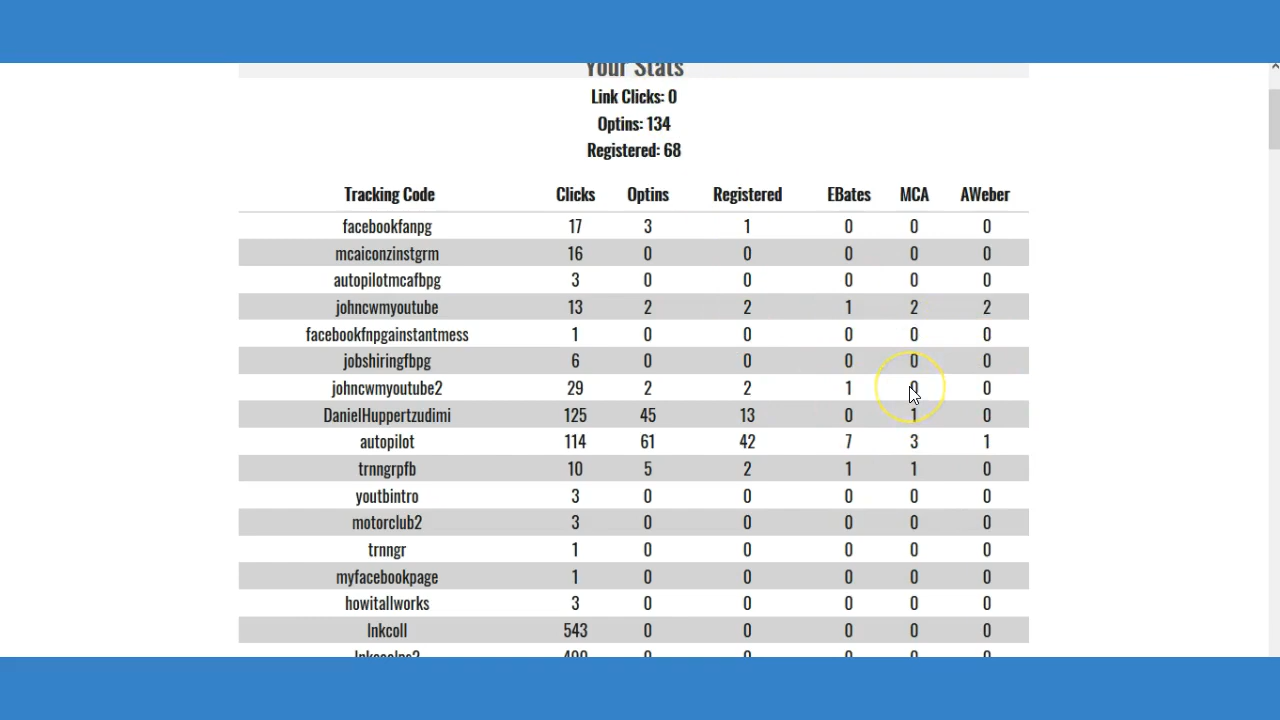 Your Stats
Link Clicks: 0
Optins: 134
Registered: 68
Tracking Code Clicks Optins Registered EBates MCA AWeber
facebookfanpg 17 3 1 0 0 0
mcaiconzinstgrm 16 0 0 0 0 0
autopilotmcafbpg 3 0 0 0 0 0
johncwmyoutube 13 2 2 1 2 2
facebookfnpgainstantmess 1 0 0 0 0 0
jobshiringfbpg 6 0 0 0 0 0
johncwmyoutube2 29 2 2 1 0 0
DanielHuppertzudimi 125 45 13 0 1 0
autopilot 114 61 42 7 3 1
trnngrpfb 10 5 2 1 1 0
youtbintro 3 0 0 0 0 0
motorclub2 3 0 0 0 0 0
trnngr 1 0 0 0 0 0
myfacebookpage 1 0 0 0 0 0
howitallworks 3 0 0 0 0 0
lnkcoll 543 0 0 0 0 0
0 0 0 0 0